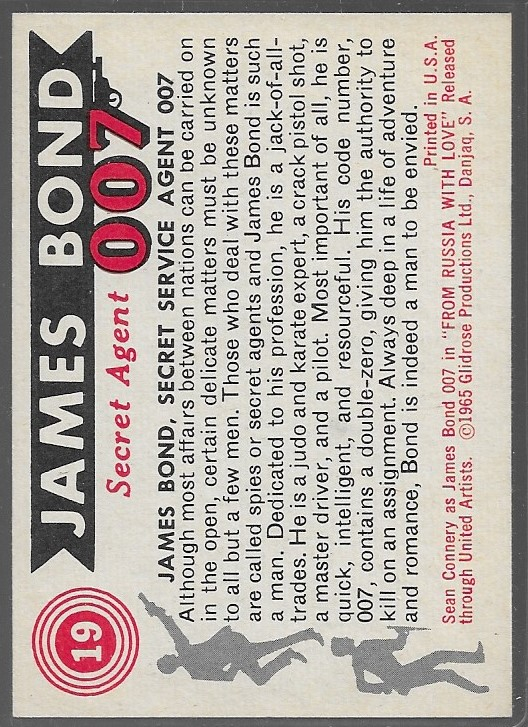 19
JAMES BOND
Secret Agent 007
JAMES BOND, SECRET SERVICE AGENT 007
Although most affairs between nations can be carried on
in the open, certain delicate matters must be unknown
to all but a few men. Those who deal with these matters
are called spies or secret agents and James Bond is such
a man. Dedicated to his profession, he is a jack-of-all-
trades. He is a judo and karate expert, a crack pistol shot,
a master driver, and a pilot. Most important of all, he is
quick, intelligent, and resourceful. His code number,
007, contains a double-zero, giving him the authority to
kill on an assignment. Always deep in a life of adventure
and romance, Bond is indeed a man to be envied.
Printed in U.S.A.
Sean Connery as James Bond 007 in "FROM RUSSIA WITH LOVE" Released
through United Artists. ©1965 Glidrose Productions Ltd., Danjaq, S. A.